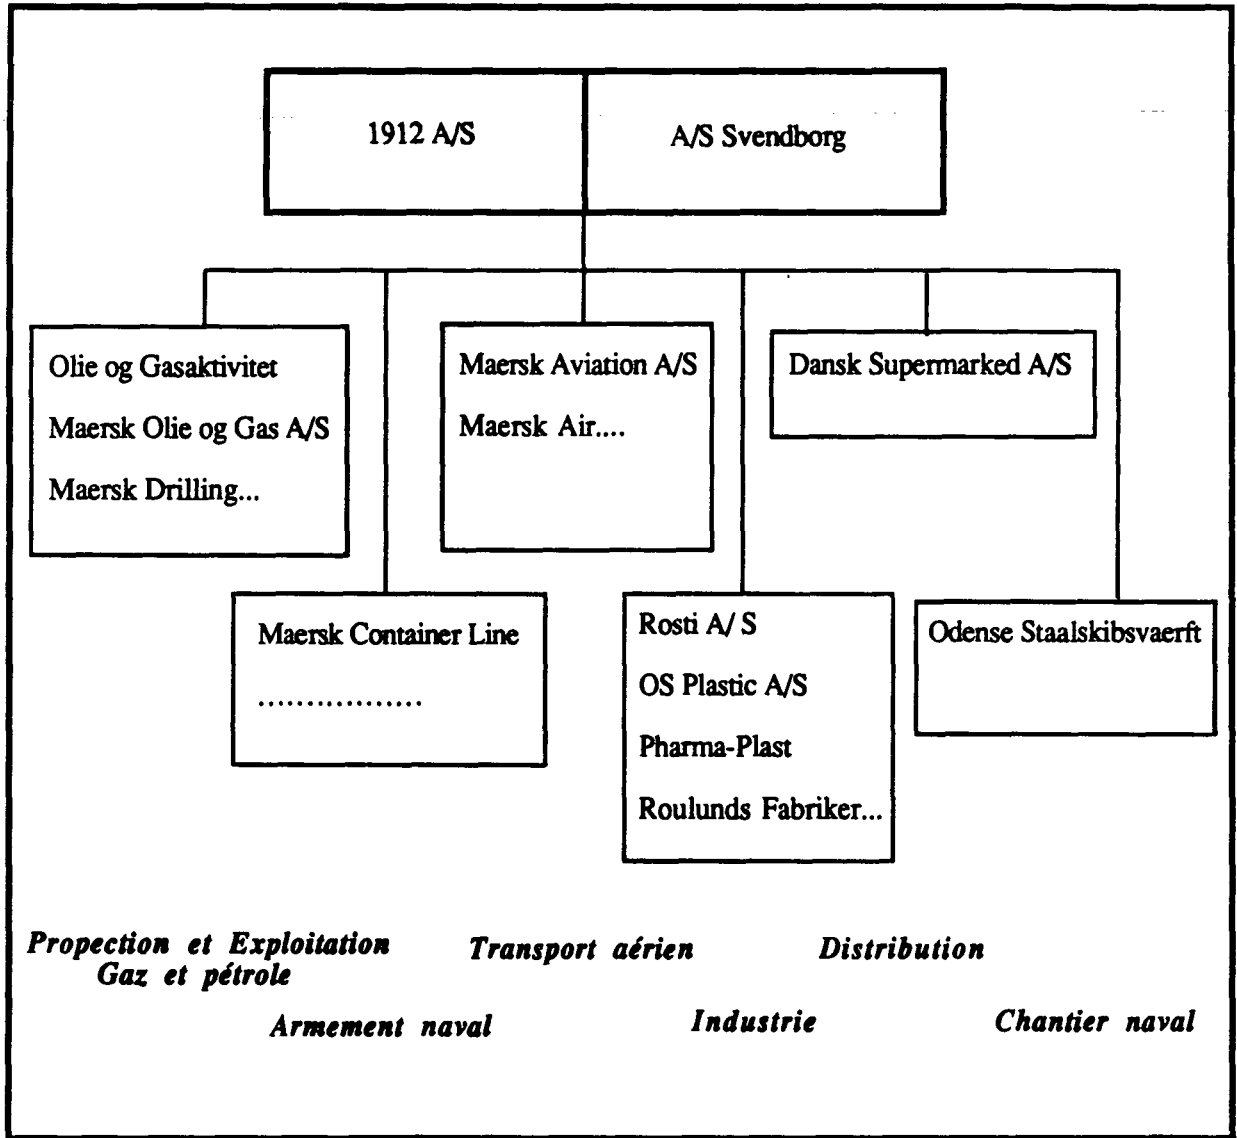 1912 A/S
A/S Svendborg
Olie og Gasaktivitet
Maersk Olie og Gas A/S
Maersk Drilling...
Maersk Aviation A/S
Maersk Air....
Dansk Supermarked A/S
Maersk Container Line
.................
Rosti A/ S
OS Plastic A/S
Pharma-Plast
Roulunds Fabriker...
Odense Staalskibsvaerft
Propection et Exploitation
Gaz et pétrole
Transport aérien
Distribution
Armement naval
Industrie
Chantier naval